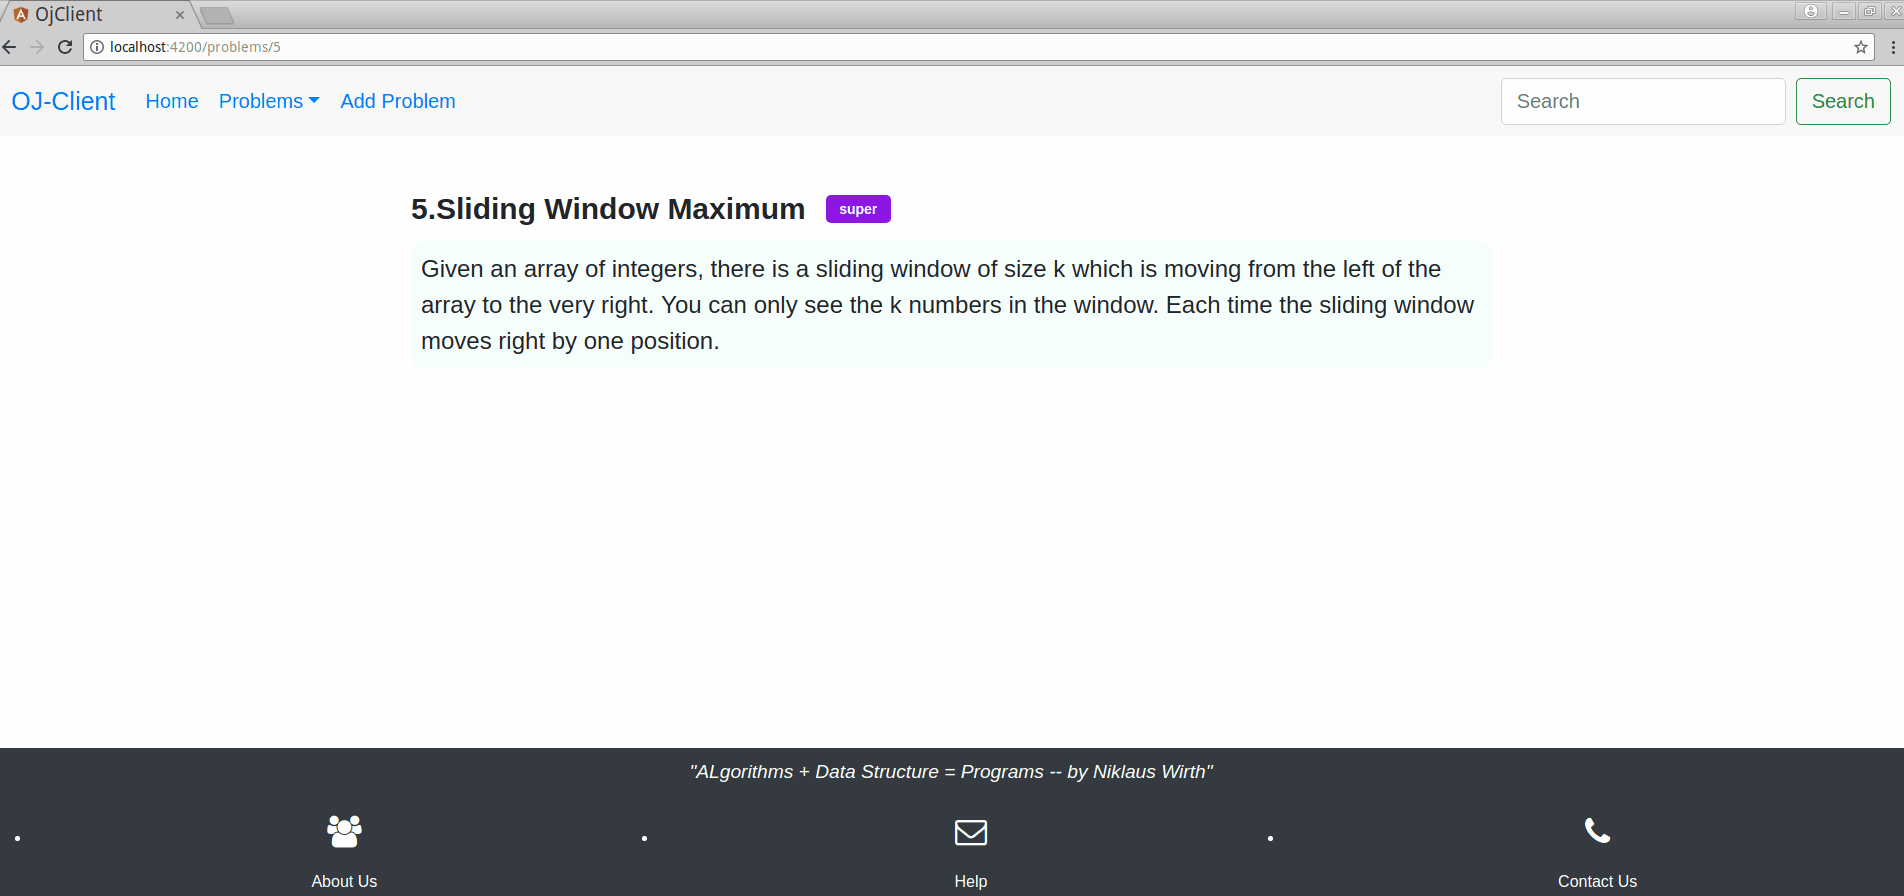 OjClient
localhost:4200/problems/5
OJ-Client Home Problems Add Problem Search Search
5.Sliding Window Maximum super
Given an array of integers, there is a sliding window of size k which is moving from the left of the
array to the very right. You can only see the k numbers in the window. Each time the sliding window
moves right by one position.
"ALgorithms + Data Structure = Programs -- by Niklaus Wirth"
About Us Help Contact Us